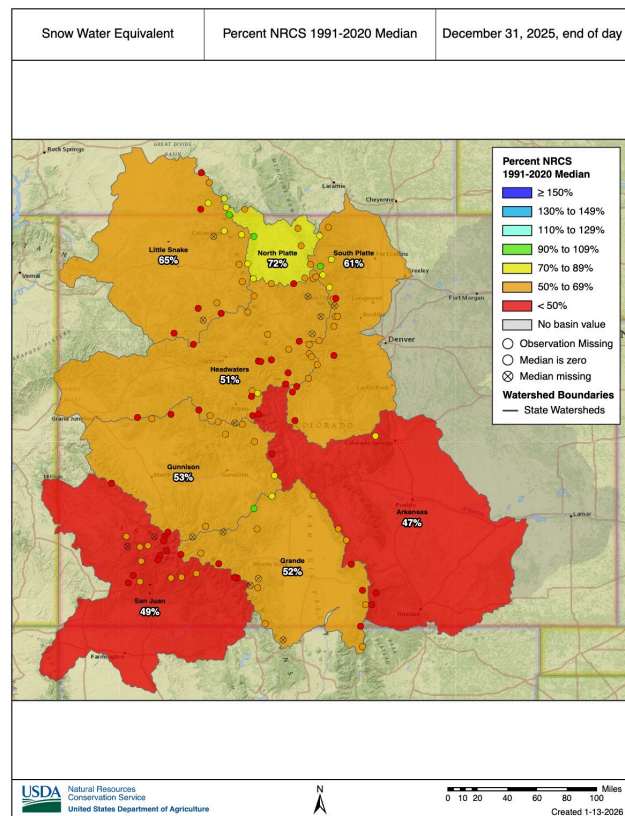 Snow Water Equivalent
Percent NRCS 1991-2020 Median
December 31, 2025, end of day
Rock Springs
GREAT DIVIDE
BASIN
Laramie
Cheyenne
Little Snake
65%
North Platte
72%
South Platte
61%
Vernal
Greeley
Fort Morgan
Denver
Headwaters
51%
COLORADO
Gunnison
53%
Arkansas
47%
Lamar
Grande
52%
San Juan
49%
Trinidad
Farmington
Percent NRCS
1991-2020 Median
≥ 150%
130% to 149%
110% to 129%
90% to 109%
70% to 89%
50% to 69%
< 50%
No basin value
Observation Missing
Median is zero
Median missing
Watershed Boundaries
State Watersheds
USDA
Natural Resources
Conservation Service
United States Department of Agriculture
N
Miles
0 10 20 40 60 80 100
Created 1-13-2026